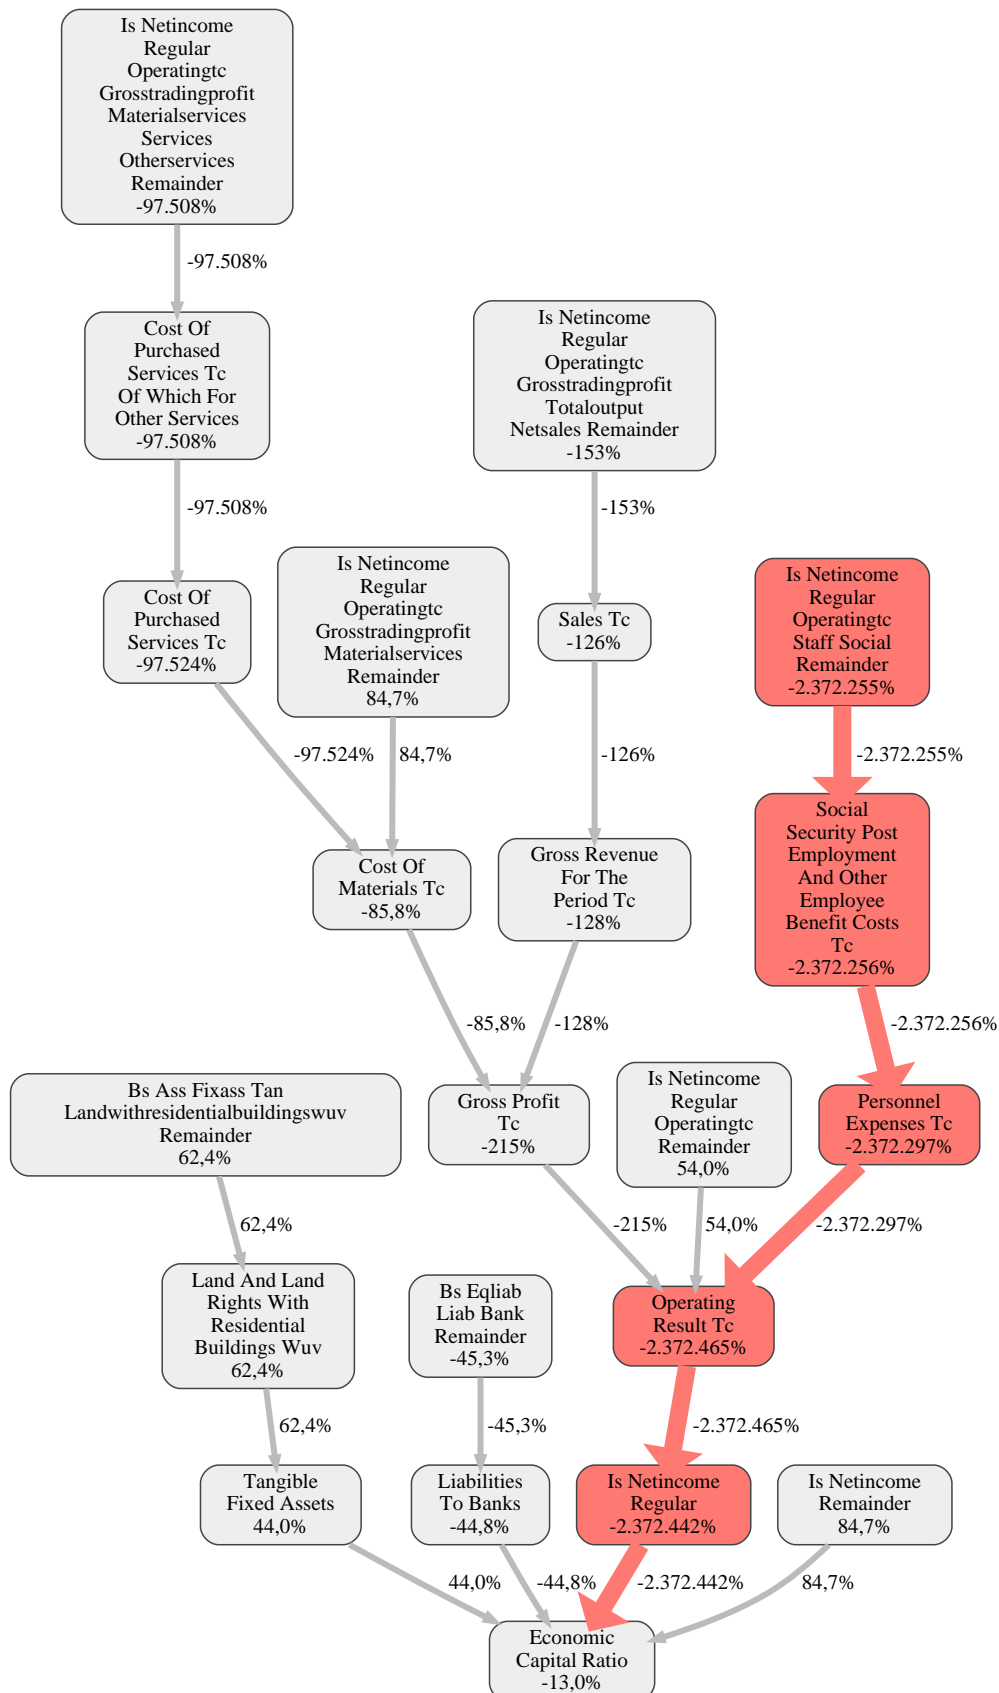 Is Netincome
Regular
Operatingtc
Grosstradingprofit
Materialservices
Services
Otherservices
Remainder
-97.508%
-97.508%
Cost Of
Purchased
Services Tc
Of Which For
Other Services
-97.508%
Is Netincome
Regular
Operatingtc
Grosstradingprofit
Totaloutput
Netsales Remainder
-153%
-97.508%
-153%
Cost Of
Purchased
Services Tc
-97.524%
Is Netincome
Regular
Operatingtc
Grosstradingprofit
Materialservices
Remainder
84,7%
Sales Tc
-126%
Is Netincome
Regular
Operatingtc
Staff Social
Remainder
-2.372.255%
-97.524%
84,7%
-126%
-2.372.255%
Cost Of
Materials Tc
-85,8%
Gross Revenue
For The
Period Tc
-128%
Social
Security Post
Employment
And Other
Employee
Benefit Costs
Tc
-2.372.256%
-85,8%
-128%
-2.372.256%
Bs Ass Fixass Tan
Landwithresidentialbuildingswuv
Remainder
62,4%
Gross Profit
Tc
-215%
Is Netincome
Regular
Operatingtc
Remainder
54,0%
Personnel
Expenses Tc
-2.372.297%
62,4%
-215%
54,0%
-2.372.297%
Land And Land
Rights With
Residential
Buildings Wuv
62,4%
Bs Eqliab
Liab Bank
Remainder
-45,3%
Operating
Result Tc
-2.372.465%
62,4%
-45,3%
-2.372.465%
Tangible
Fixed Assets
44,0%
Liabilities
To Banks
-44,8%
Is Netincome
Regular
-2.372.442%
Is Netincome
Remainder
84,7%
44,0%
-44,8%
-2.372.442%
84,7%
Economic
Capital Ratio
-13,0%